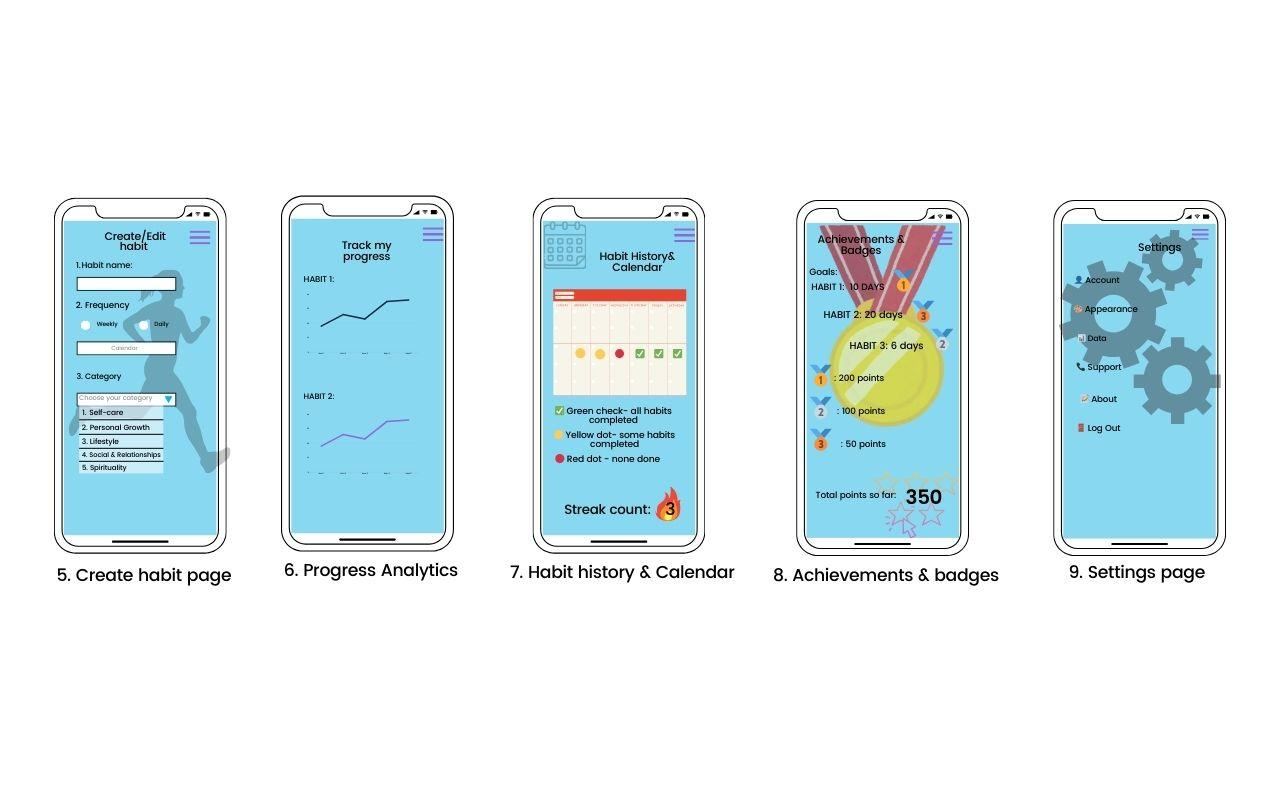 Create/Edit
habit
1.Habit name:
2. Frequency
Weekly
Daily
Calendar
3. Category
Choose your category
1. Self-care
2. Personal Growth
3. Lifestyle
4. Social & Relationships
5. Spirituality
5. Create habit page
Track my
progress
HABIT 1:
HABIT 2:
6. Progress Analytics
Habit History&
Calendar
Green check- all habits
completed
Yellow dot- some habits
completed
Red dot - none done
Streak count: 3
7. Habit history & Calendar
Achievements &
Badges
Goals:
HABIT 1: 10 DAYS 1
HABIT 2: 20 days 3
HABIT 3: 6 days 2
1 : 200 points
2 : 100 points
3 : 50 points
Total points so far: 350
8. Achievements & badges
Settings
Account
Appearance
Data
Support
About
Log Out
9. Settings page